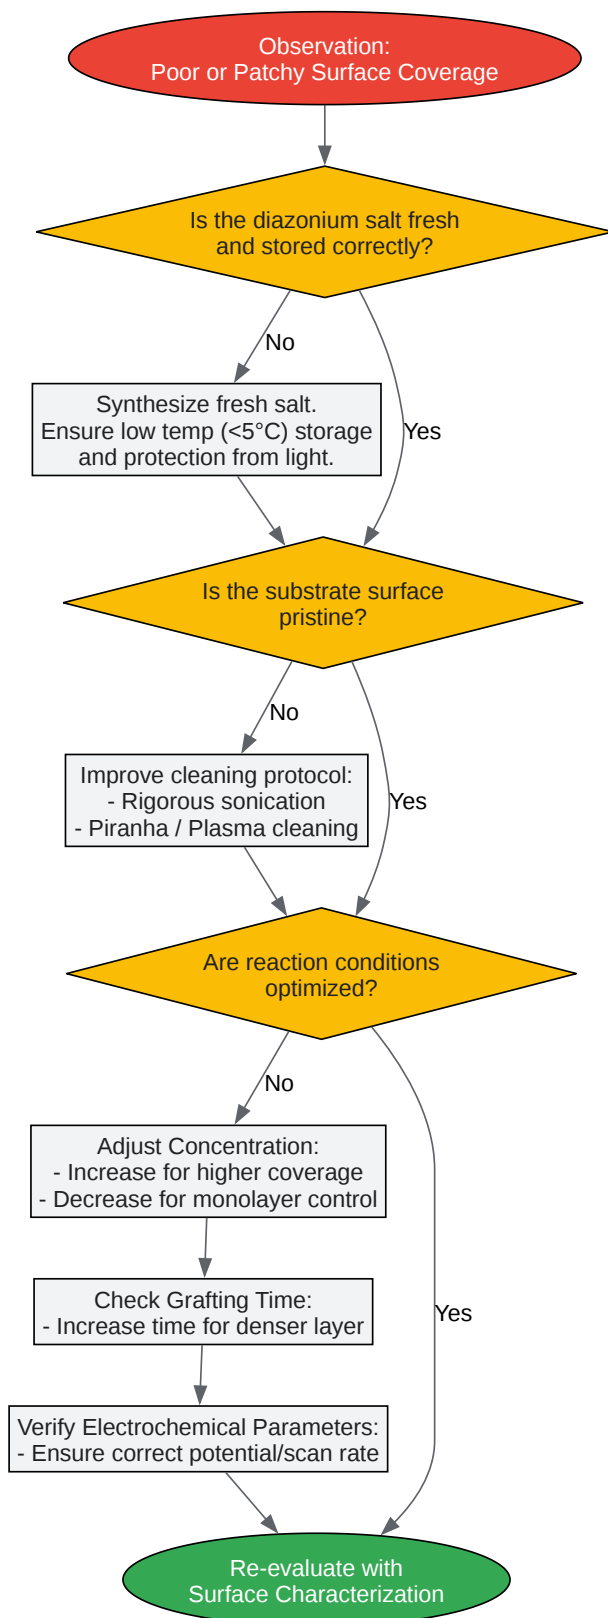 Observation:
Poor or Patchy Surface Coverage
Is the diazonium salt fresh
and stored correctly?
No
Yes
Synthesize fresh salt.
Ensure low temp (<5°C) storage
and protection from light.
Is the substrate surface
pristine?
No
Yes
Improve cleaning protocol:
- Rigorous sonication
- Piranha / Plasma cleaning
Are reaction conditions
optimized?
No
Yes
Adjust Concentration:
- Increase for higher coverage
- Decrease for monolayer control
Check Grafting Time:
- Increase time for denser layer
Verify Electrochemical Parameters:
- Ensure correct potential/scan rate
Re-evaluate with
Surface Characterization